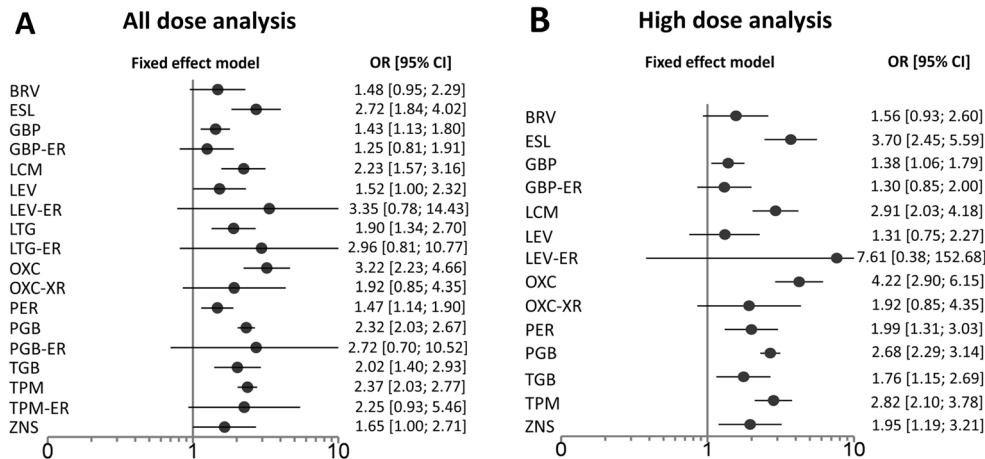 A All dose analysis
Fixed effect model OR [95% CI]
BRV 1.48 [0.95; 2.29]
ESL 2.72 [1.84; 4.02]
GBP 1.43 [1.13; 1.80]
GBP-ER 1.25 [0.81; 1.91]
LCM 2.23 [1.57; 3.16]
LEV 1.52 [1.00; 2.32]
LEV-ER 3.35 [0.78; 14.43]
LTG 1.90 [1.34; 2.70]
LTG-ER 2.96 [0.81; 10.77]
OXC 3.22 [2.23; 4.66]
OXC-XR 1.92 [0.85; 4.35]
PER 1.47 [1.14; 1.90]
PGB 2.32 [2.03; 2.67]
PGB-ER 2.72 [0.70; 10.52]
TGB 2.02 [1.40; 2.93]
TPM 2.37 [2.03; 2.77]
TPM-ER 2.25 [0.93; 5.46]
ZNS 1.65 [1.00; 2.71]
0 1 10
B High dose analysis
Fixed effect model OR [95% CI]
BRV 1.56 [0.93; 2.60]
ESL 3.70 [2.45; 5.59]
GBP 1.38 [1.06; 1.79]
GBP-ER 1.30 [0.85; 2.00]
LCM 2.91 [2.03; 4.18]
LEV 1.31 [0.75; 2.27]
LEV-ER 7.61 [0.38; 152.68]
OXC 4.22 [2.90; 6.15]
OXC-XR 1.92 [0.85; 4.35]
PER 1.99 [1.31; 3.03]
PGB 2.68 [2.29; 3.14]
TGB 1.76 [1.15; 2.69]
TPM 2.82 [2.10; 3.78]
ZNS 1.95 [1.19; 3.21]
0 1 10